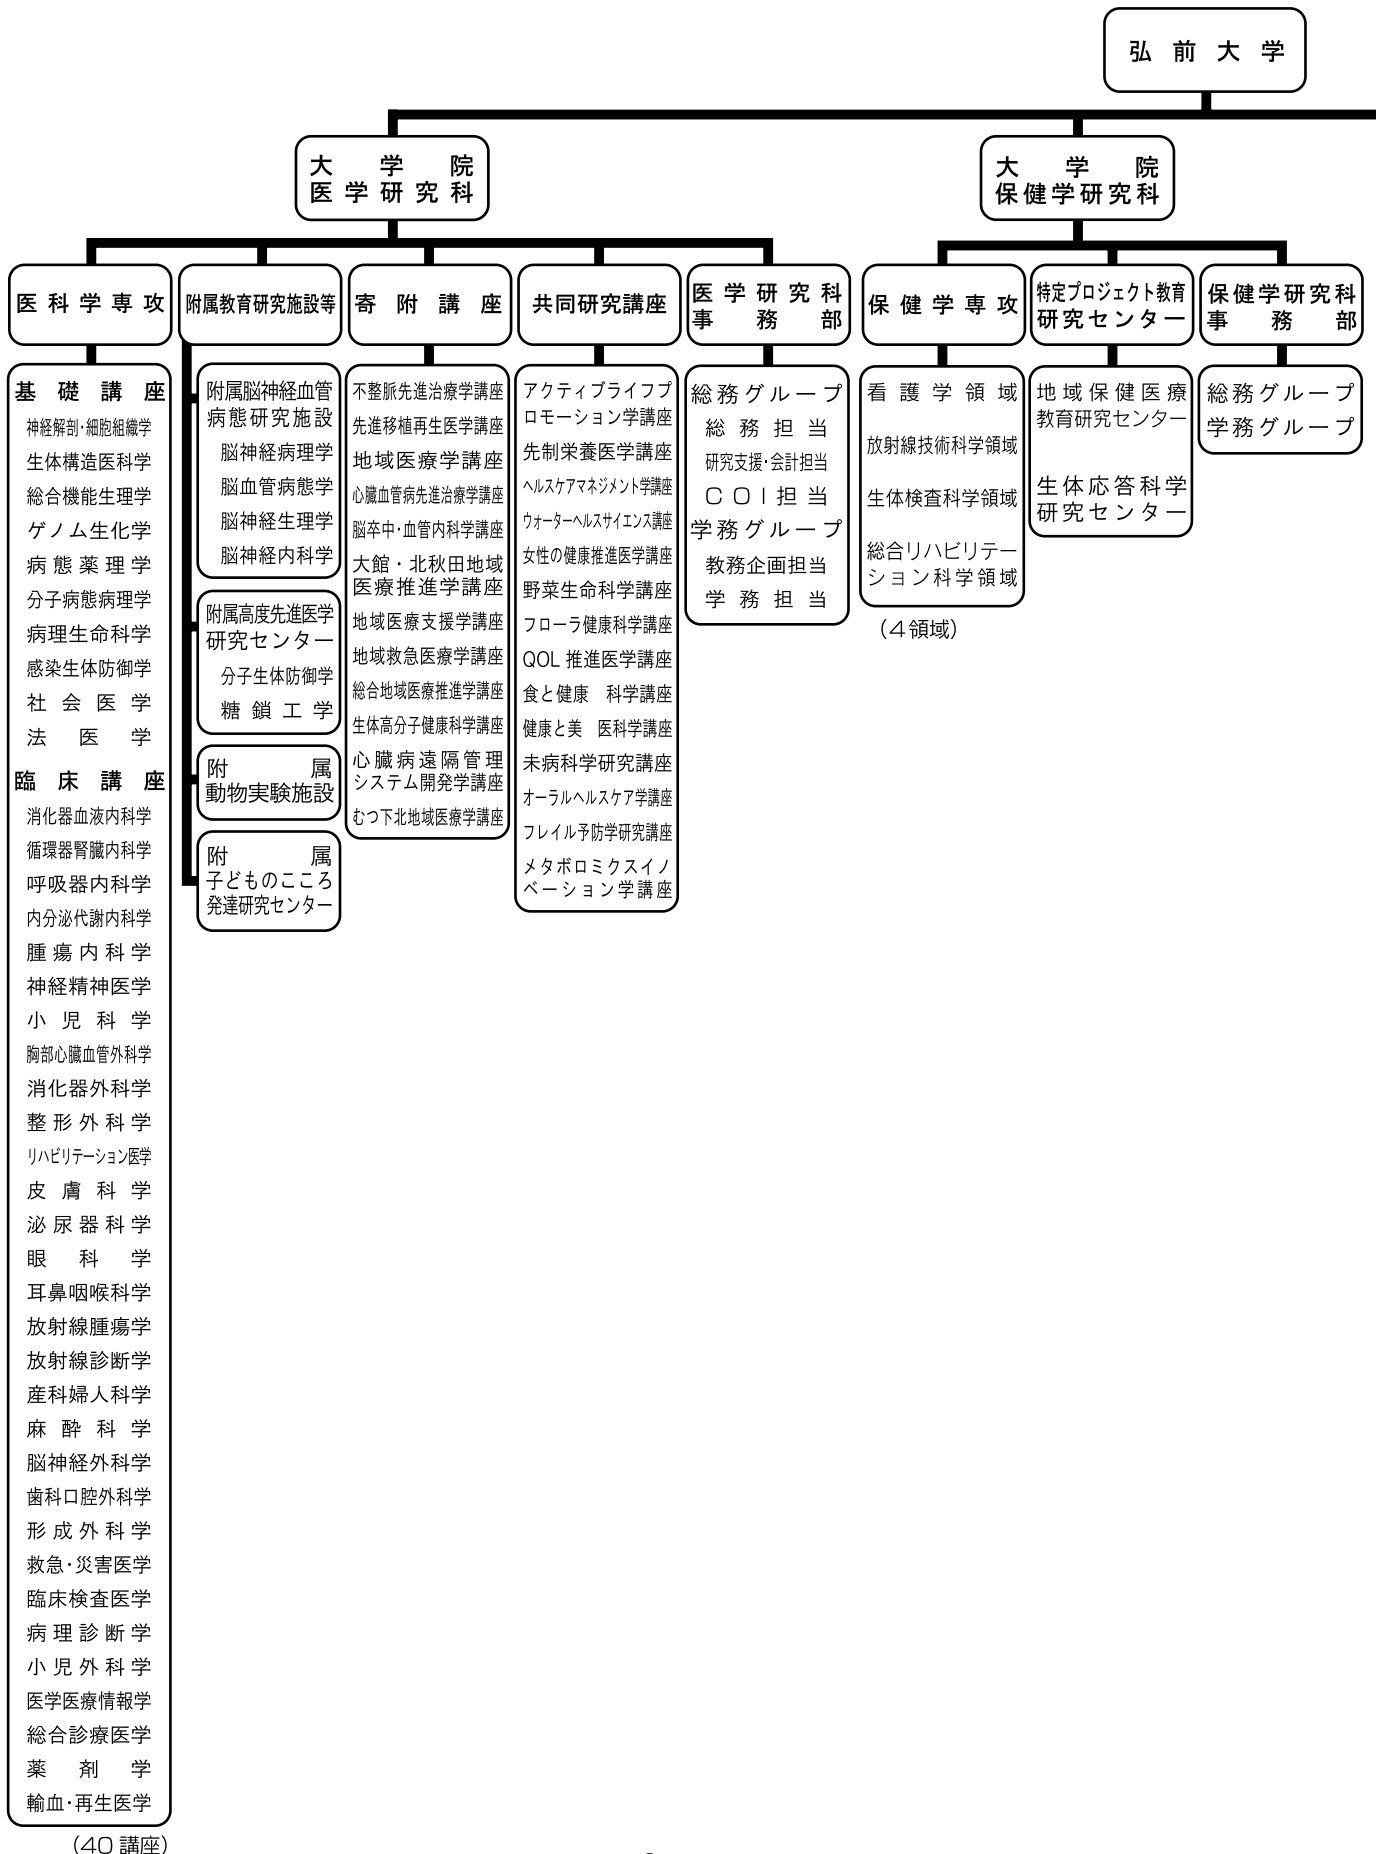 弘前大学
大学院
医学研究科
大学院
保健学研究科
医科学専攻
附属教育研究施設等
寄附講座
共同研究講座
医学研究科
事務部
保健学専攻
特定プロジェクト教育
研究センター
保健学研究科
事務部
基礎講座
神経解剖・細胞組織学
生体構造医科学
総合機能生理学
ゲノム生化学
病態薬理学
分子病態病理学
病理生命科学
感染生体防御学
社会医学
法医学
臨床講座
消化器血液内科学
循環器腎臓内科学
呼吸器内科学
内分泌代謝内科学
腫瘍内科学
神経精神医学
小児科学
胸部心臓血管外科学
消化器外科学
整形外科学
リハビリテーション医学
皮膚科学
泌尿器科学
眼科学
耳鼻咽喉科学
放射線腫瘍学
放射線診断学
産科婦人科学
麻酔科学
脳神経外科学
歯科口腔外科学
形成外科学
救急・災害医学
臨床検査医学
病理診断学
小児外科学
医学医療情報学
総合診療医学
薬剤学
輸血・再生医学
（40 講座）
附属脳神経血管
病態研究施設
脳神経病理学
脳血管病態学
脳神経生理学
脳神経内科学
附属高度先進医学
研究センター
分子生体防御学
糖鎖工学
附属
動物実験施設
附属
子どものこころ
発達研究センター
不整脈先進治療学講座
先進移植再生医学講座
地域医療学講座
心臓血管病先進治療学講座
脳卒中・血管内科学講座
大館・北秋田地域
医療推進学講座
地域医療支援学講座
地域救急医療学講座
総合地域医療推進学講座
生体高分子健康科学講座
心臓病遠隔管理
システム開発学講座
むつ下北地域医療学講座
アクティブライフプ
ロモーション学講座
先制栄養医学講座
ヘルスケアマネジメント学講座
ウォーターヘルスサイエンス講座
女性の健康推進医学講座
野菜生命科学講座
フローラ健康科学講座
QOL 推進医学講座
食と健康　科学講座
健康と美　医科学講座
未病科学研究講座
オーラルヘルスケア学講座
フレイル予防学研究講座
メタボロミクスイノ
ベーション学講座
総務グループ
総務担当
研究支援・会計担当
ＣＯＩ担当
学務グループ
教務企画担当
学務担当
看護学領域
放射線技術科学領域
生体検査科学領域
総合リハビリテー
ション科学領域
（4 領域）
地域保健医療
教育研究センター
生体応答科学
研究センター
総務グループ
学務グループ